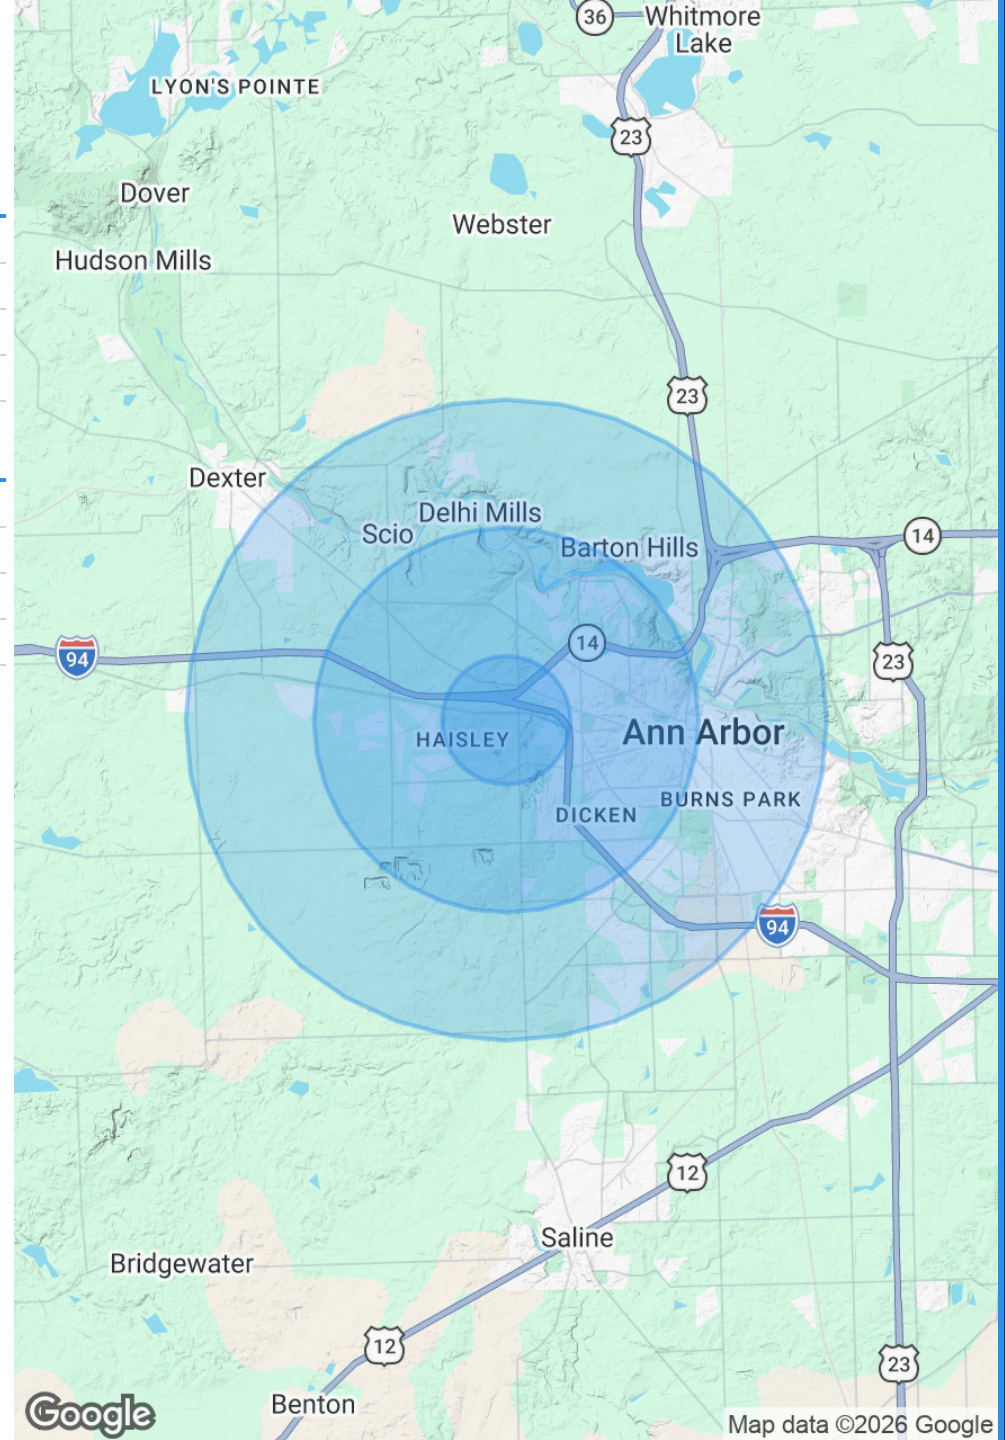 36
Whitmore
Lake
LYON'S POINTE
23
Dover
Webster
Hudson Mills
23
Dexter
Delhi Mills
Scio
Barton Hills
14
14
94
23
Ann Arbor
HAISLEY
BURNS PARK
DICKEN
94
12
Saline
Bridgewater
12
23
Benton
Google
Map data ©2026 Google